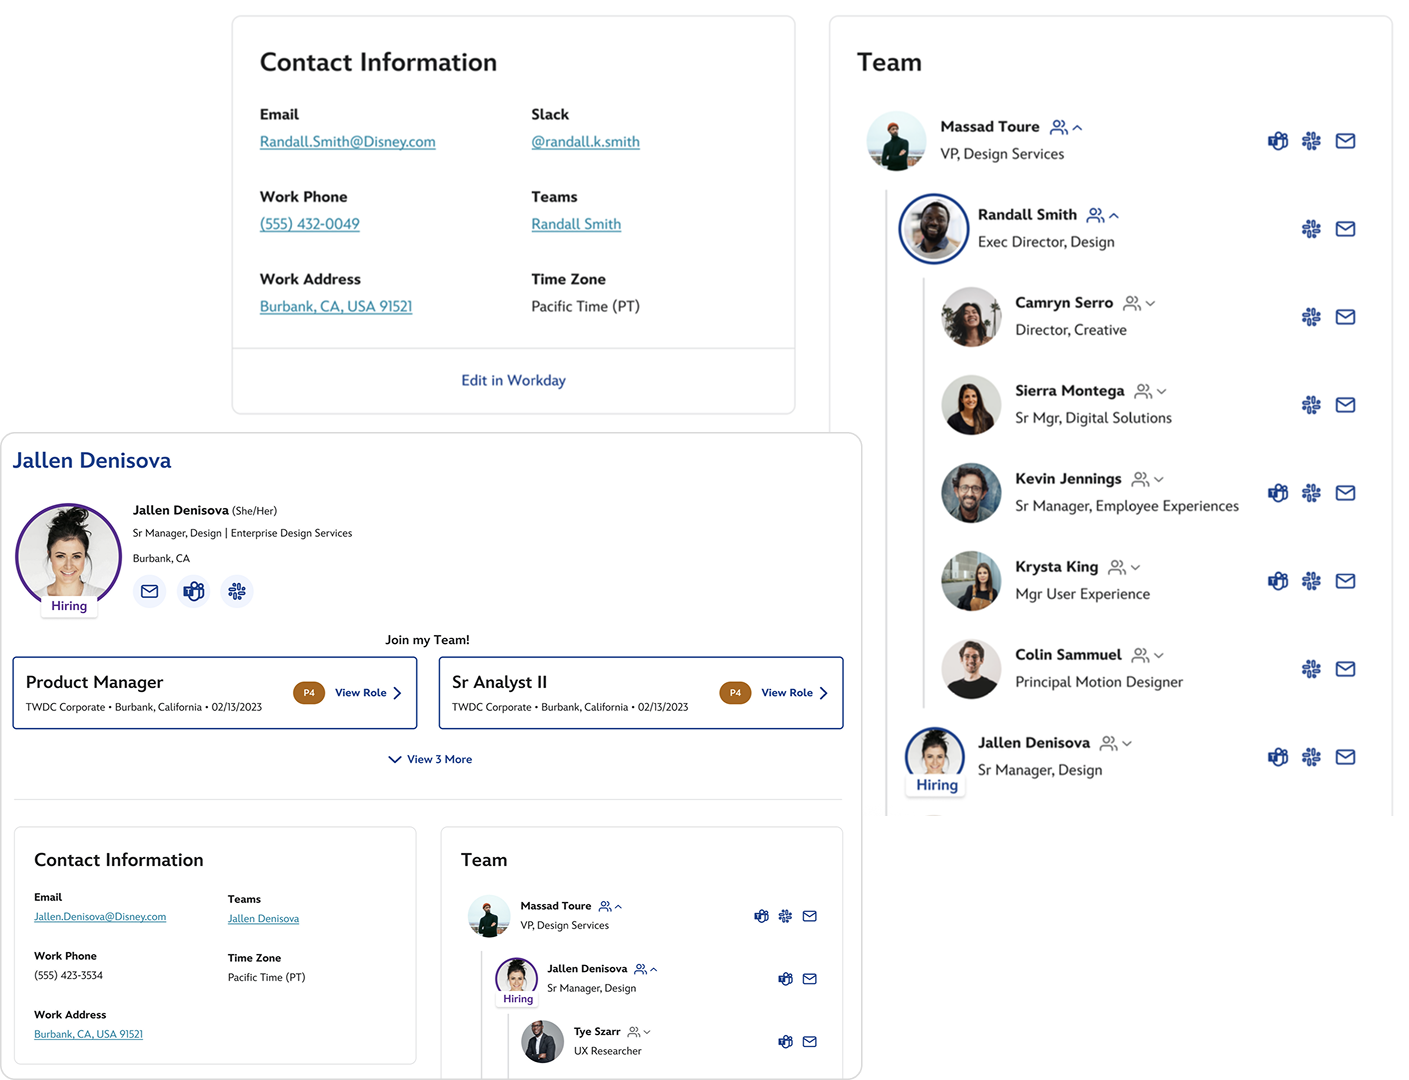 Contact Information
Email
Slack
Randall.Smith@Disney.com
@randall.k.smith
Work Phone
Teams
(555) 432-0049
Randall Smith
Work Address
Time Zone
Burbank, CA, USA 91521
Pacific Time (PT)
Edit in Workday
Team
Massad Toure
VP, Design Services
Randall Smith
Exec Director, Design
Camryn Serro
Director, Creative
Sierra Montega
Sr Mgr, Digital Solutions
Kevin Jennings
Sr Manager, Employee Experiences
Krysta King
Mgr User Experience
Colin Sammuel
Principal Motion Designer
Jallen Denisova
Sr Manager, Design
Hiring
Jallen Denisova
Jallen Denisova (She/Her)
Sr Manager, Design | Enterprise Design Services
Burbank, CA
Hiring
Join my Team!
Product Manager
TWDC Corporate • Burbank, California • 02/13/2023
P4
View Role
Sr Analyst II
TWDC Corporate • Burbank, California • 02/13/2023
P4
View Role
View 3 More
Contact Information
Email
Teams
Jallen.Denisova@Disney.com
Jallen Denisova
Work Phone
Time Zone
(555) 423-3534
Pacific Time (PT)
Work Address
Burbank, CA, USA 91521
Team
Massad Toure
VP, Design Services
Jallen Denisova
Sr Manager, Design
Hiring
Tye Szarr
UX Researcher